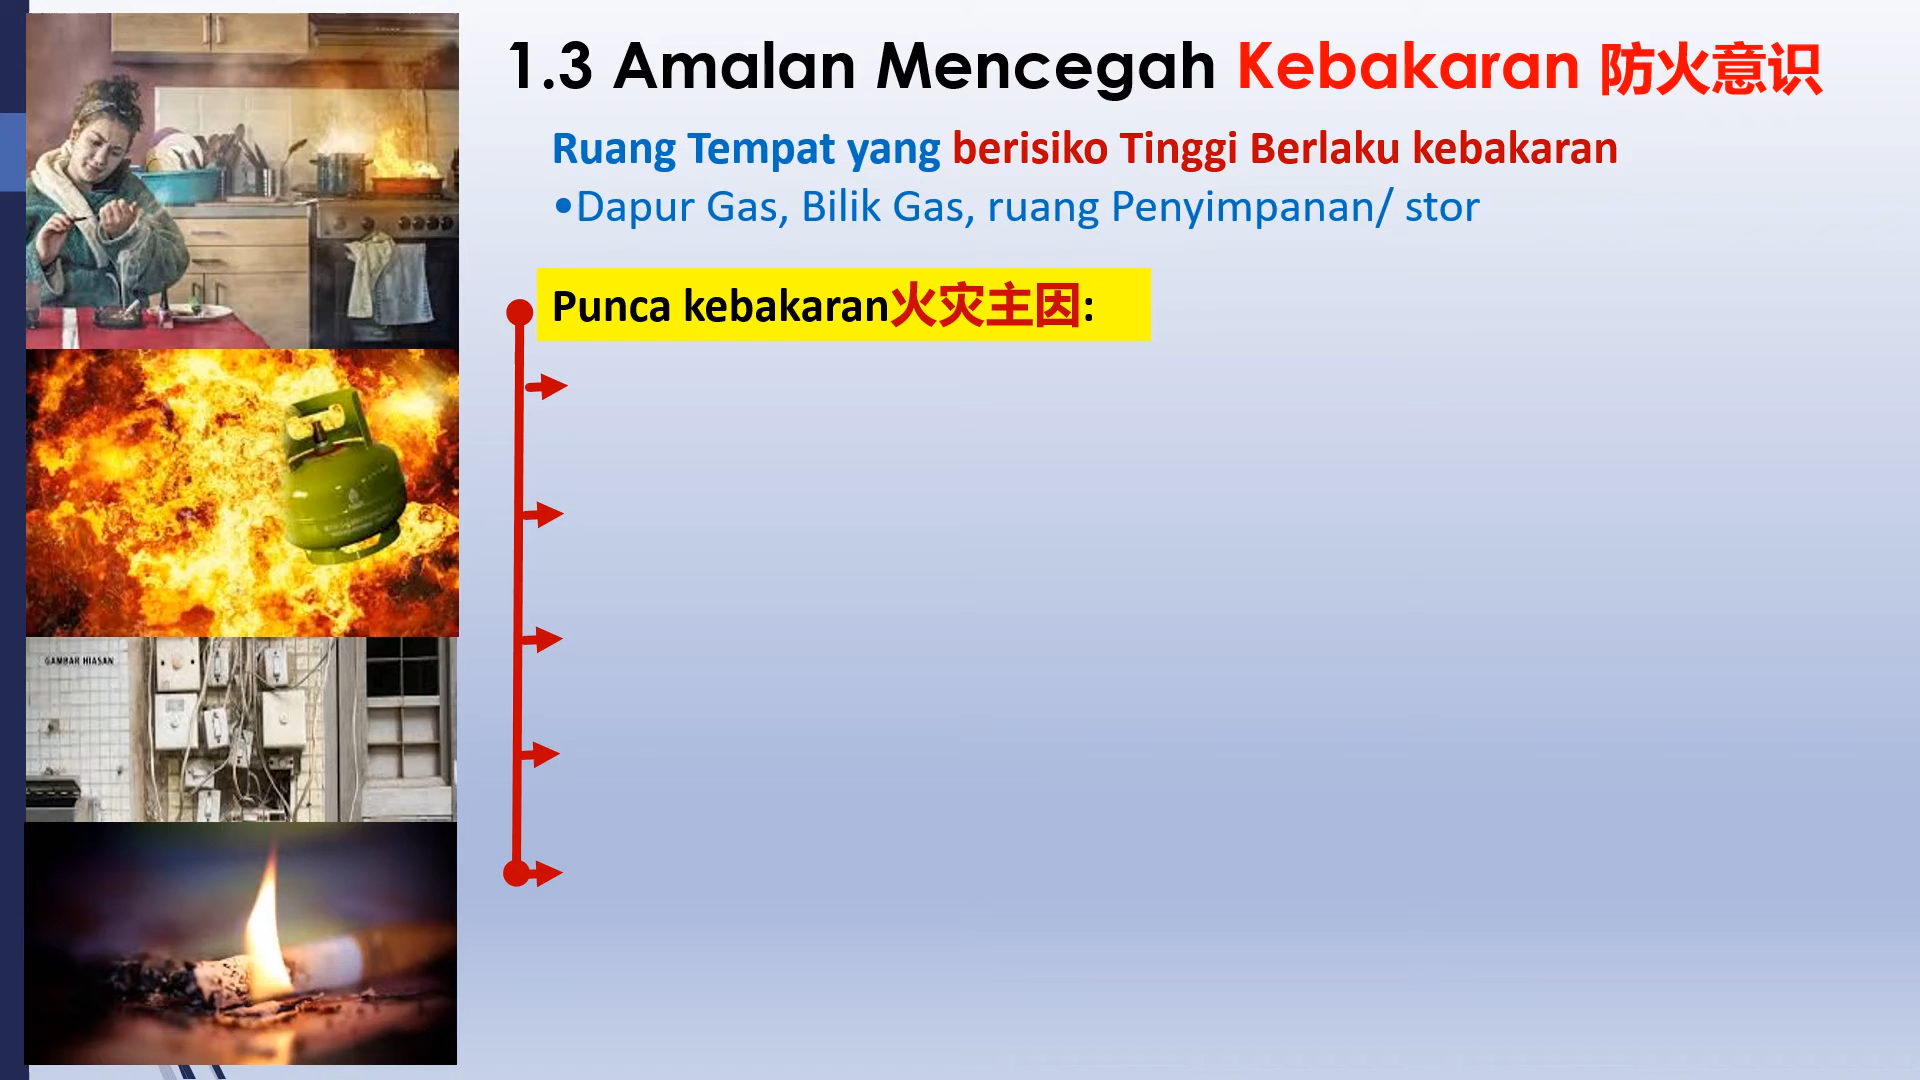 1.3 Amalan Mencegah Kebakaran 防火意识
Ruang Tempat yang berisiko Tinggi Berlaku kebakaran
•Dapur Gas, Bilik Gas, ruang Penyimpanan/ stor
Punca kebakaran火灾主因:
GAMBAR HIASAN